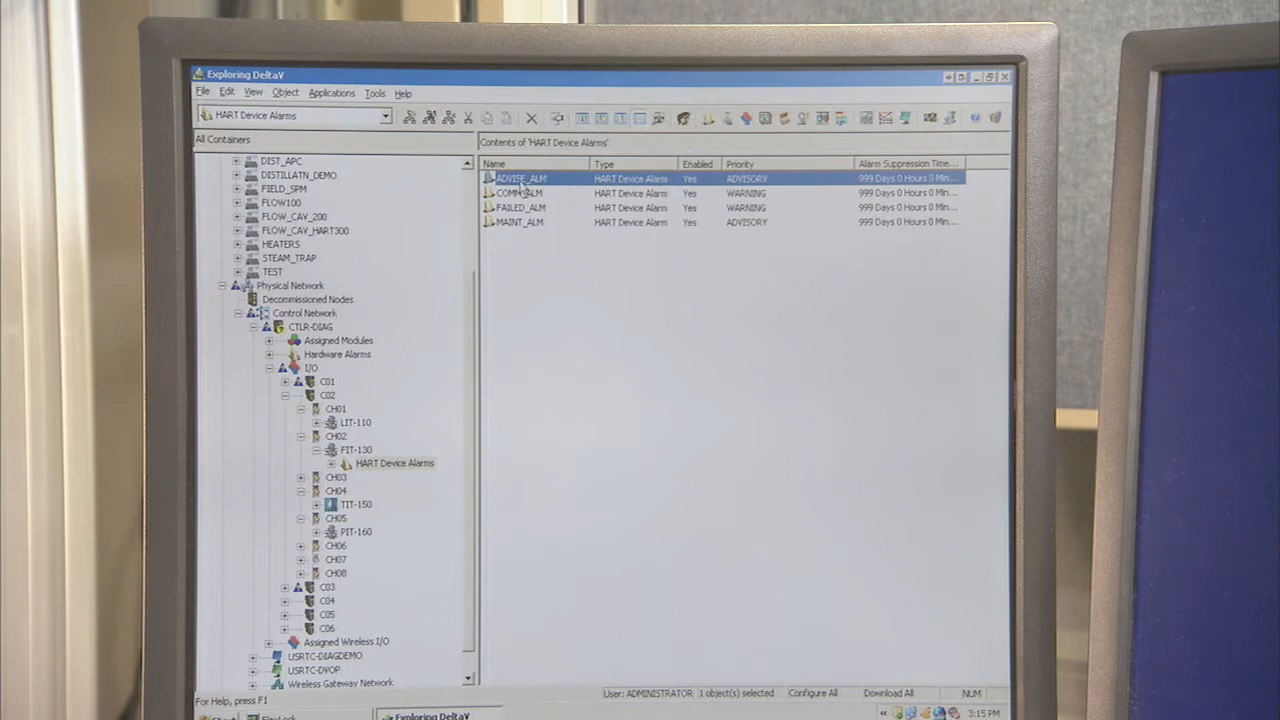 Exploring DeltaV
File Edit View Object Applications Tools Help
HART Device Alarms
All Containers
Contents of 'HART Device Alarms'
DIST_APC
DISTILLATN_DEMO
FIELD_SPM
FLOW100
FLOW_CAV_200
FLOW_CAV_HART300
HEATERS
STEAM_TRAP
TEST
Physical Network
Decommissioned Nodes
Control Network
CTLR-DIAG
Assigned Modules
Hardware Alarms
I/O
C01
C02
CH01
LIT-110
CH02
FIT-130
HART Device Alarms
CH03
CH04
TIT-150
CH05
PIT-160
CH06
CH07
CH08
C03
C04
C05
C06
Assigned Wireless I/O
USRTC-DIAGDEMO
USRTC-DVOP
Wireless Gateway Network
Name Type Enabled Priority Alarm Suppression Time...
ADVISE_ALM HART Device Alarm Yes ADVISORY 999 Days 0 Hours 0 Min...
COMM_ALM HART Device Alarm Yes WARNING 999 Days 0 Hours 0 Min...
FAILED_ALM HART Device Alarm Yes WARNING 999 Days 0 Hours 0 Min...
MAINT_ALM HART Device Alarm Yes ADVISORY 999 Days 0 Hours 0 Min...
For Help, press F1
User: ADMINISTRATOR 1 object(s) selected Configure All Download All NUM
Exploring DeltaV
3:15 PM